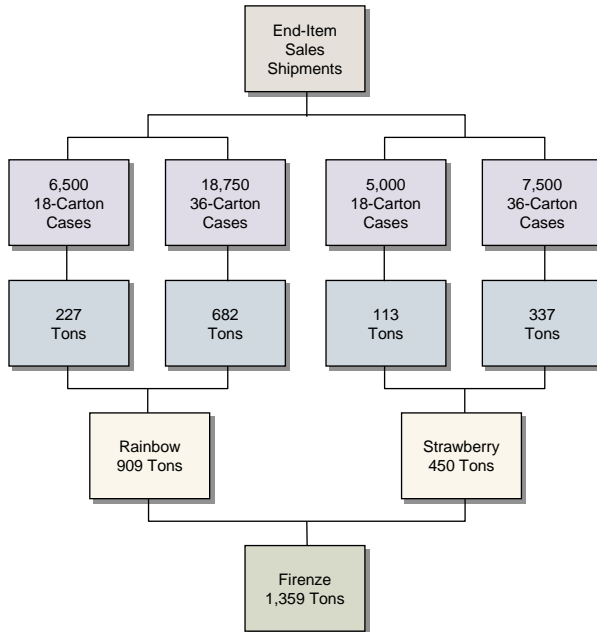 End-Item
Sales
Shipments
6,500
18-Carton
Cases
18,750
36-Carton
Cases
5,000
18-Carton
Cases
7,500
36-Carton
Cases
227
Tons
682
Tons
113
Tons
337
Tons
Rainbow
909 Tons
Strawberry
450 Tons
Firenze
1,359 Tons